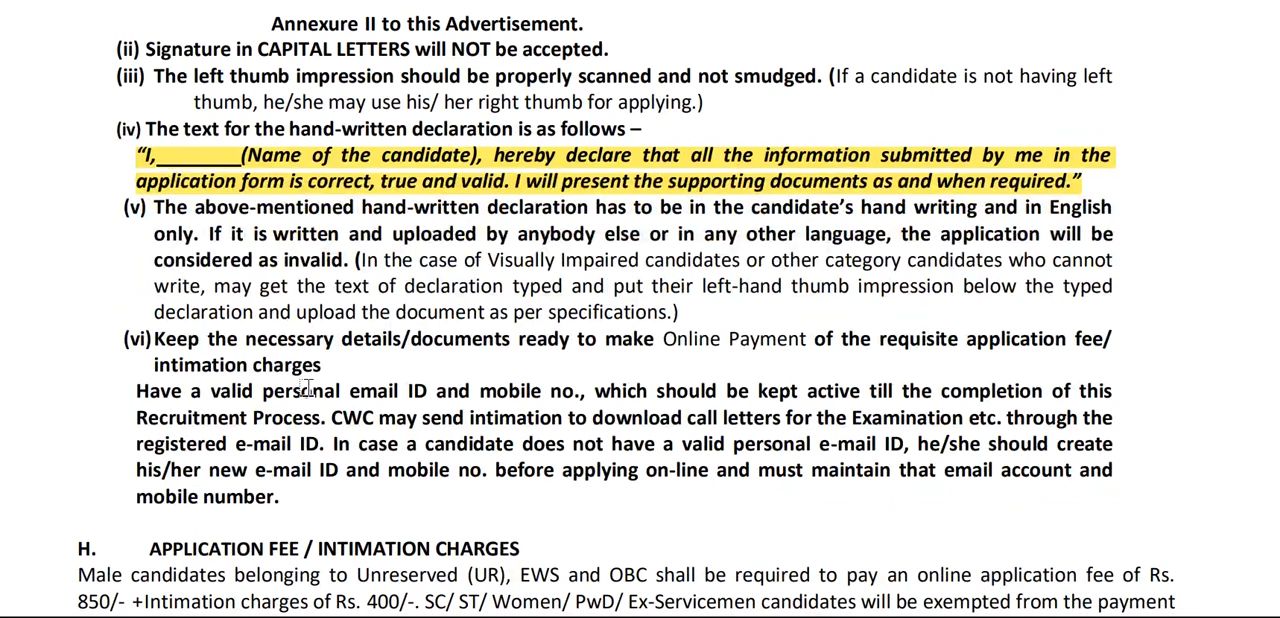 Annexure II to this Advertisement.
(ii) Signature in CAPITAL LETTERS will NOT be accepted.
(iii) The left thumb impression should be properly scanned and not smudged. (If a candidate is not having left
thumb, he/she may use his/ her right thumb for applying.)
(iv) The text for the hand-written declaration is as follows –
“I,________(Name of the candidate), hereby declare that all the information submitted by me in the
application form is correct, true and valid. I will present the supporting documents as and when required.”
(v) The above-mentioned hand-written declaration has to be in the candidate’s hand writing and in English
only. If it is written and uploaded by anybody else or in any other language, the application will be
considered as invalid. (In the case of Visually Impaired candidates or other category candidates who cannot
write, may get the text of declaration typed and put their left-hand thumb impression below the typed
declaration and upload the document as per specifications.)
(vi) Keep the necessary details/documents ready to make Online Payment of the requisite application fee/
intimation charges
Have a valid personal email ID and mobile no., which should be kept active till the completion of this
Recruitment Process. CWC may send intimation to download call letters for the Examination etc. through the
registered e-mail ID. In case a candidate does not have a valid personal e-mail ID, he/she should create
his/her new e-mail ID and mobile no. before applying on-line and must maintain that email account and
mobile number.
H. APPLICATION FEE / INTIMATION CHARGES
Male candidates belonging to Unreserved (UR), EWS and OBC shall be required to pay an online application fee of Rs.
850/- +Intimation charges of Rs. 400/-. SC/ ST/ Women/ PwD/ Ex-Servicemen candidates will be exempted from the payment